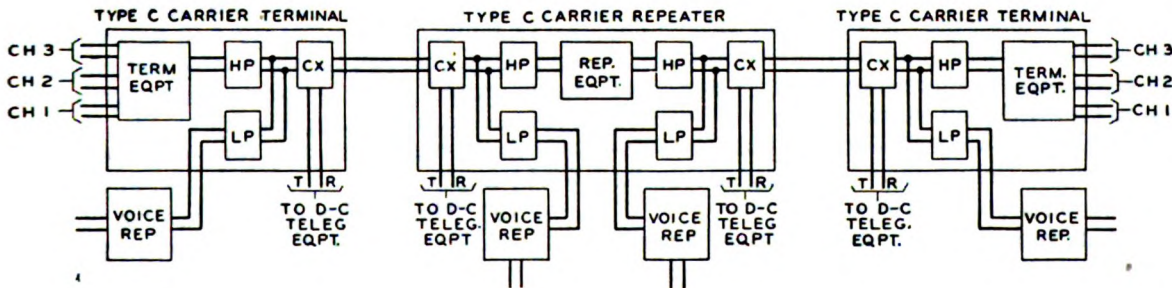 TYPE C CARRIER TERMINAL
TYPE C CARRIER REPEATER
TYPE C CARRIER TERMINAL
CH 3
CH 2
CH 1
TERM
EQPT
HP
CX
LP
T R
TO D-C
TELEG
EQPT.
VOICE
REP
CX
HP
REP.
EQPT.
HP
CX
LP
LP
T R
TO D-C
TELEG.
EQPT
VOICE
REP
VOICE
REP
T R
TO D-C
TELEG
EQPT
CX
HP
TERM.
EQPT.
CH 3
CH 2
CH 1
LP
T R
TO D-C
TELEG.
EQPT.
VOICE
REP.